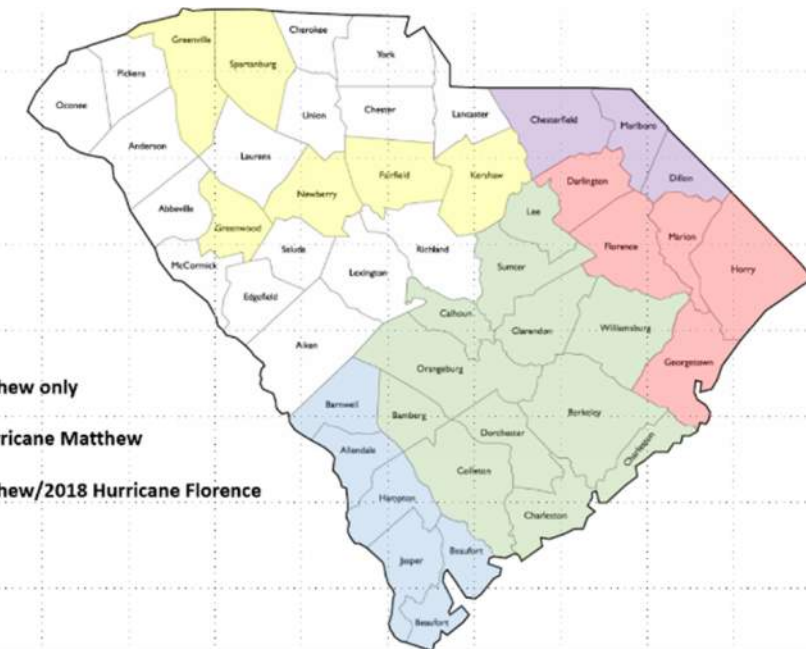 Cherokee
Greenville
Spartanburg
York
Pickens
Oconee
Union
Chester
Lancaster
Chesterfield
Marlboro
Anderson
Laurens
Dillon
Fairfield
Kershaw
Darlington
Newberry
Abbeville
Lee
Greenwood
Marion
Florence
Saluda
Richland
McCormick
Sumter
Horry
Lexington
Edgefield
Calhoun
Clarendon
Williamsburg
Aiken
Georgetown
Orangeburg
hew only
Barnwell
Bamberg
Berkeley
rricane Matthew
Dorchester
Allendale
Charleston
Colleton
hew/2018 Hurricane Florence
Hampton
Charleston
Beaufort
Jasper
Beaufort